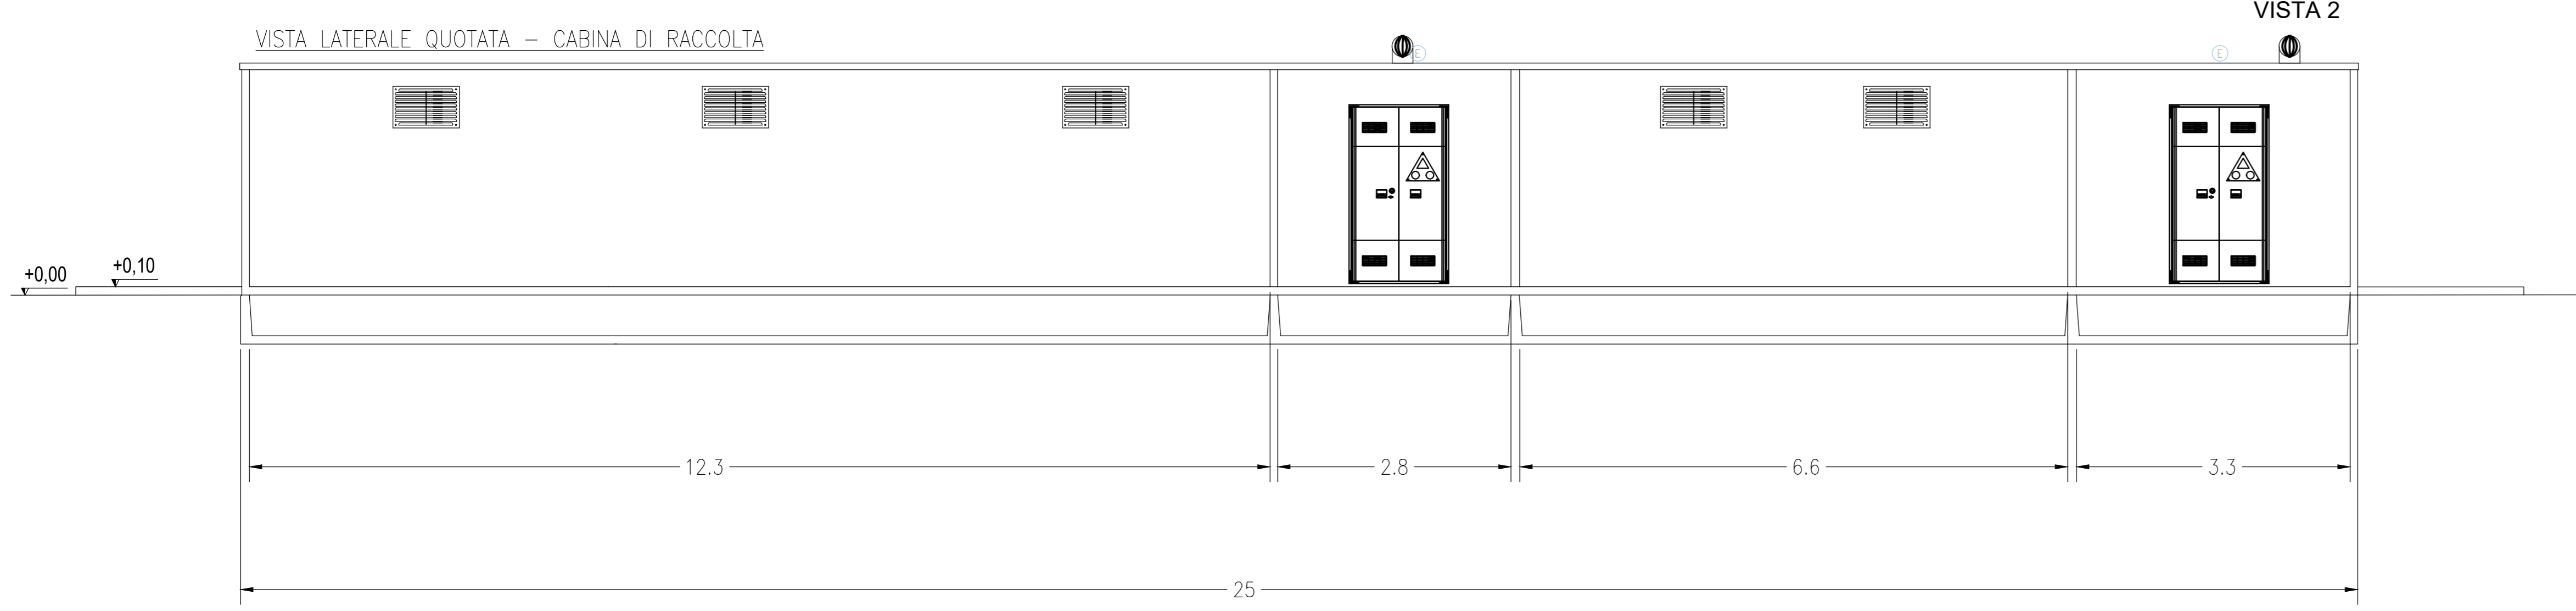 VISTA 2
VISTA LATERALE QUOTATA – CABINA DI RACCOLTA
E
E
+0,00
+0,10
12.3
2.8
6.6
3.3
25